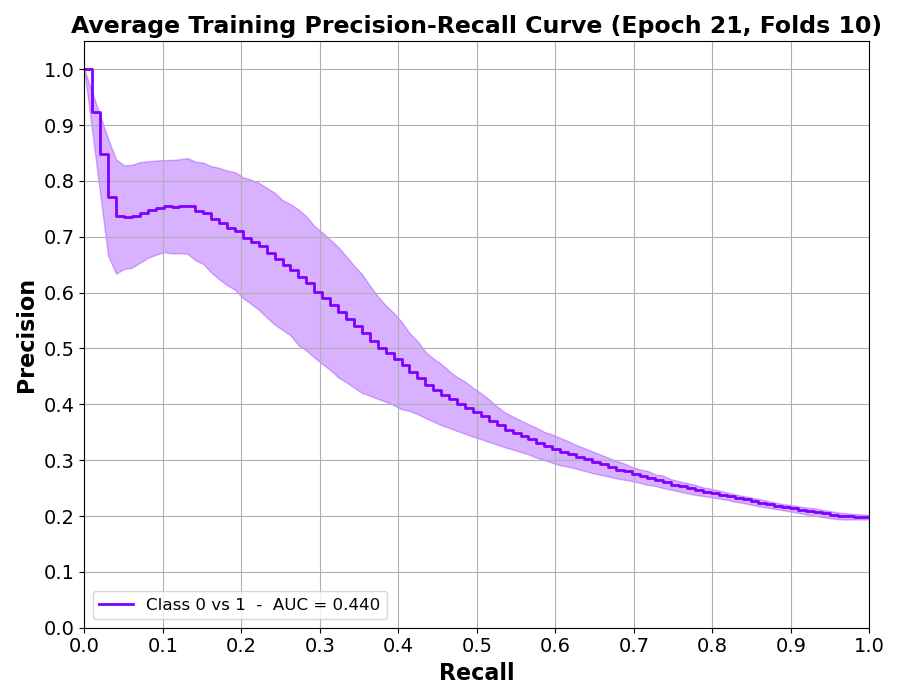 Average Training Precision-Recall Curve (Epoch 21, Folds 10)
1.0
0.9
0.8
0.7
0.6
0.5
0.4
0.3
0.2
0.1
0.0
Precision
Class 0 vs 1  -  AUC = 0.440
0.0 0.1 0.2 0.3 0.4 0.5 0.6 0.7 0.8 0.9 1.0
Recall